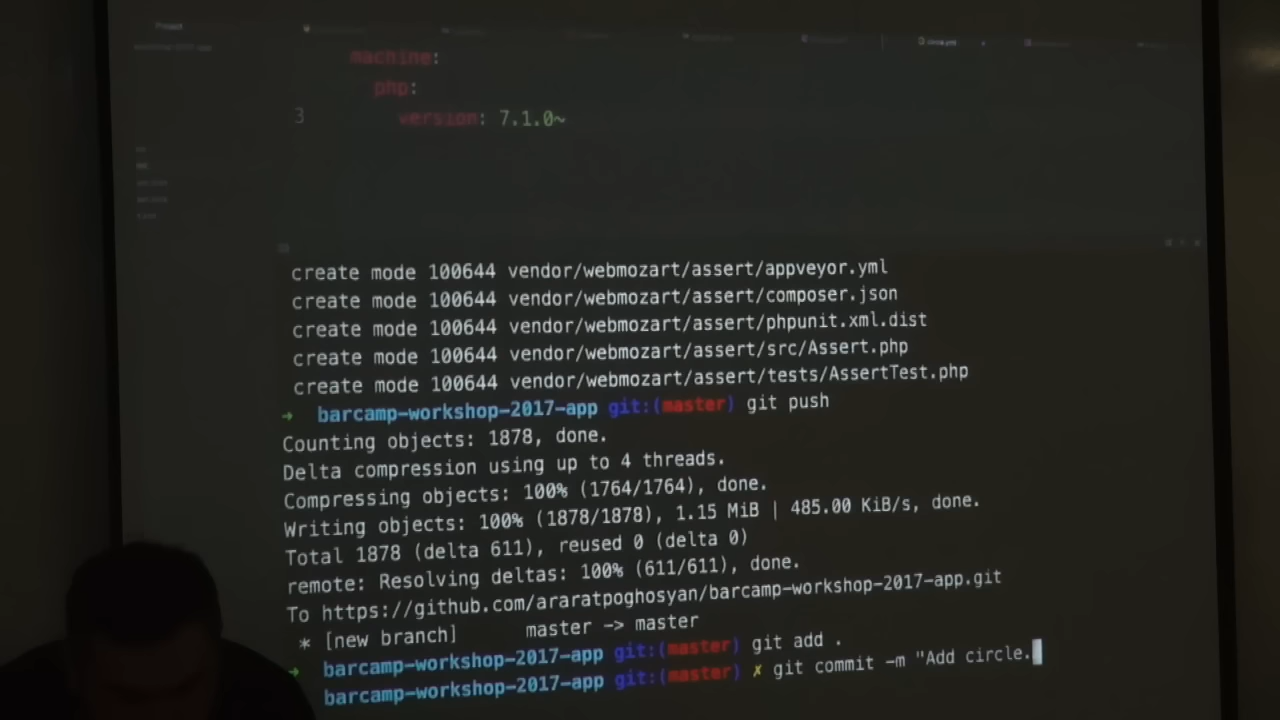 Project
circle.yml
machine:
php:
3 version: 7.1.0~
create mode 100644 vendor/webmozart/assert/appveyor.yml
create mode 100644 vendor/webmozart/assert/composer.json
create mode 100644 vendor/webmozart/assert/phpunit.xml.dist
create mode 100644 vendor/webmozart/assert/src/Assert.php
create mode 100644 vendor/webmozart/assert/tests/AssertTest.php
➜ barcamp-workshop-2017-app git:(master) git push
Counting objects: 1878, done.
Delta compression using up to 4 threads.
Compressing objects: 100% (1764/1764), done.
Writing objects: 100% (1878/1878), 1.15 MiB | 485.00 KiB/s, done.
Total 1878 (delta 611), reused 0 (delta 0)
remote: Resolving deltas: 100% (611/611), done.
To https://github.com/araratpoghosyan/barcamp-workshop-2017-app.git
* [new branch] master -> master
➜ barcamp-workshop-2017-app git:(master) git add .
barcamp-workshop-2017-app git:(master) ✗ git commit -m "Add circle.